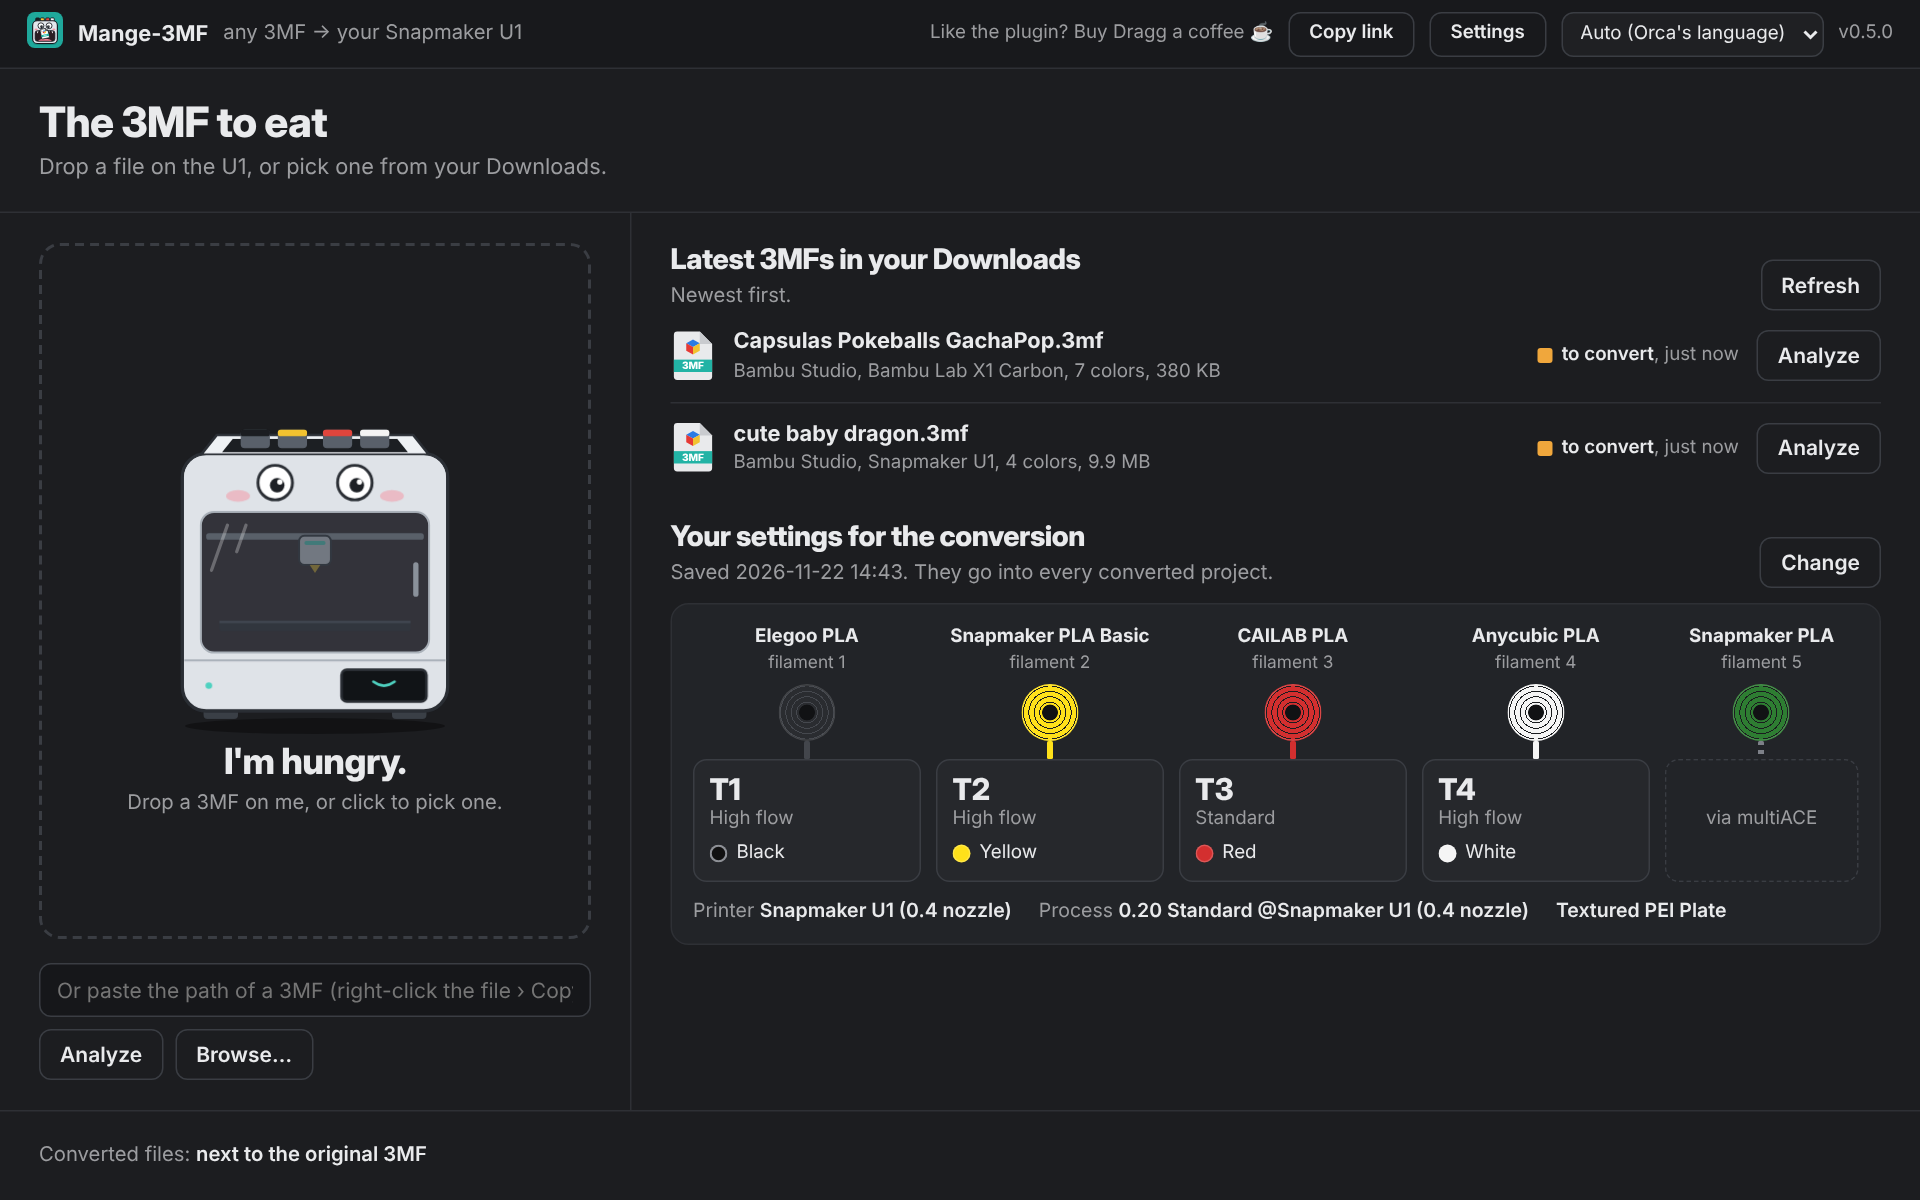 Mange-3MF any 3MF → your Snapmaker U1
Like the plugin? Buy Dragg a coffee ☕
Copy link
Settings
Auto (Orca's language)
v0.5.0
The 3MF to eat
Drop a file on the U1, or pick one from your Downloads.
I'm hungry.
Drop a 3MF on me, or click to pick one.
Or paste the path of a 3MF (right-click the file › Cop
Analyze
Browse...
Latest 3MFs in your Downloads
Newest first.
Refresh
3MF
Capsulas Pokeballs GachaPop.3mf
Bambu Studio, Bambu Lab X1 Carbon, 7 colors, 380 KB
to convert, just now
Analyze
3MF
cute baby dragon.3mf
Bambu Studio, Snapmaker U1, 4 colors, 9.9 MB
to convert, just now
Analyze
Your settings for the conversion
Saved 2026-11-22 14:43. They go into every converted project.
Change
Elegoo PLA
filament 1
T1
High flow
Black
Snapmaker PLA Basic
filament 2
T2
High flow
Yellow
CAILAB PLA
filament 3
T3
Standard
Red
Anycubic PLA
filament 4
T4
High flow
White
Snapmaker PLA
filament 5
via multiACE
Printer Snapmaker U1 (0.4 nozzle) Process 0.20 Standard @Snapmaker U1 (0.4 nozzle) Textured PEI Plate
Converted files: next to the original 3MF